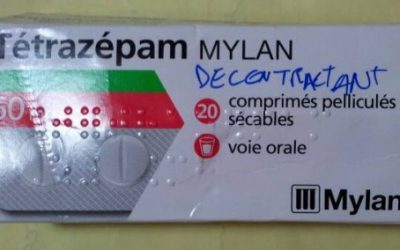 Tétrazépam MYLAN
DECONTRACTANT
50
20 comprimés pelliculés
sécables
voie orale
Mylan